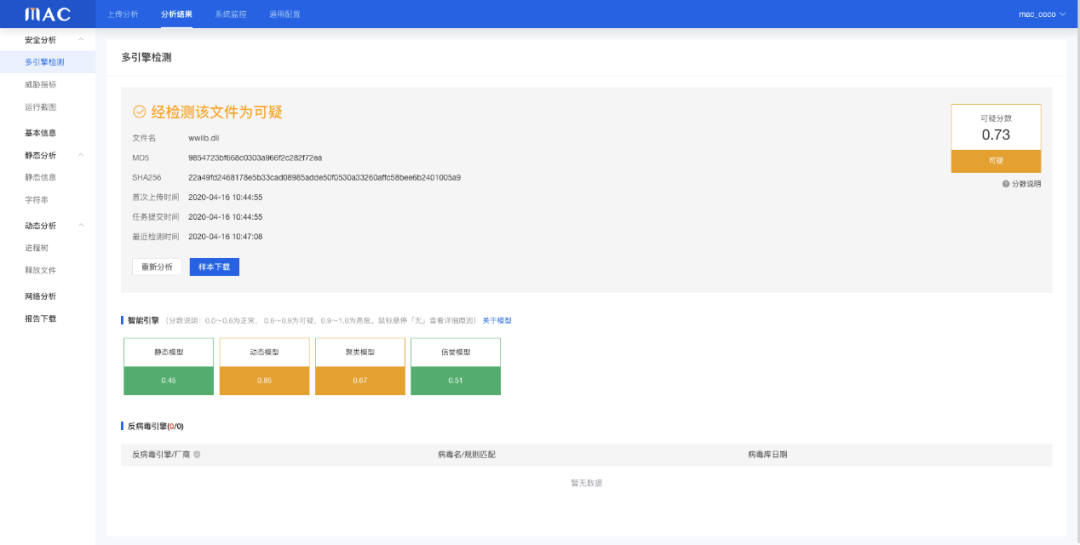 MAC 上传分析 分析结果 系统监控 通用配置 mac_coco
安全分析
多引擎检测
威胁指标
运行截图
基本信息
静态分析
静态信息
字符串
动态分析
进程树
释放文件
网络分析
报告下载
多引擎检测
经检测该文件为可疑
文件名 wwlib.dll
MD5 9854723bf668c0303a966f2c282f72ea
SHA256 22a49fd2468178e5b33cad08985adde50f0530a33260affc58bee6b2401005a9
首次上传时间 2020-04-16 10:44:55
任务提交时间 2020-04-16 10:44:55
最近检测时间 2020-04-16 10:47:08
重新分析 样本下载
可疑分数
0.73
可疑
分数说明
智能引擎 (分数说明: 0.0~0.6为正常, 0.6~0.9为可疑, 0.9~1.0为高危。鼠标悬停「无」查看详细原因) 关于模型
静态模型 动态模型 聚类模型 信誉模型
0.45 0.85 0.67 0.51
反病毒引擎(0/0)
反病毒引擎/厂商 病毒名/规则匹配 病毒库日期
暂无数据